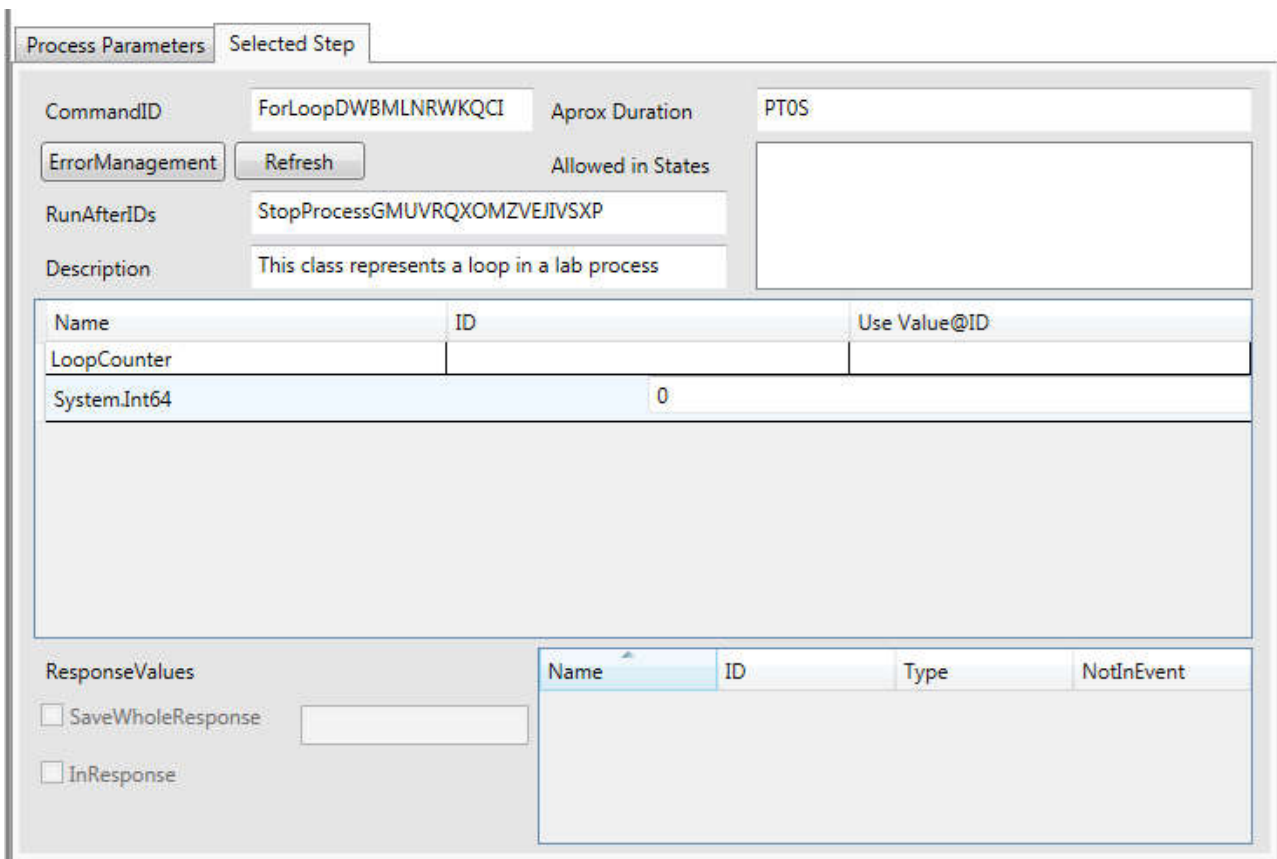 Process Parameters Selected Step
CommandID ForLoopDWBMLNRWKQCI Aprox Duration PT0S
ErrorManagement Refresh Allowed in States
RunAfterIDs StopProcessGMUVRQXOMZVEJIVSXP
Description This class represents a loop in a lab process
Name ID Use Value@ID
LoopCounter
System.Int64 0
ResponseValues Name ID Type NotInEvent
SaveWholeResponse
InResponse